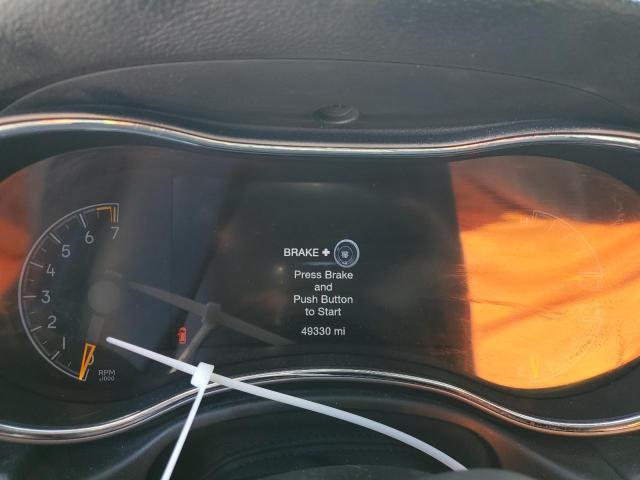 7
6
5
4
3
2
1
0
RPM
x1000
BRAKE +
Press Brake
and
Push Button
to Start
49330 mi